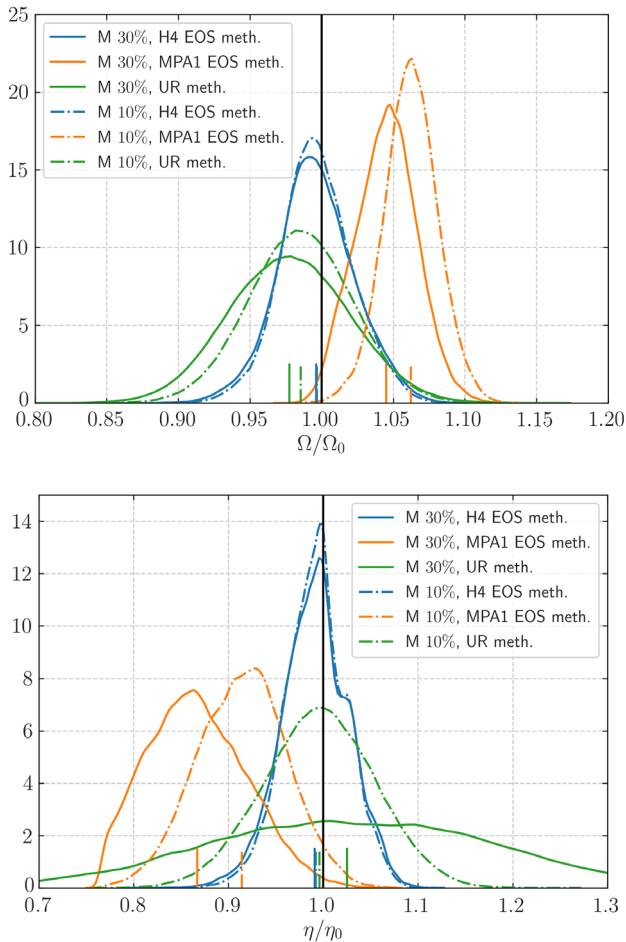 25
20
15
10
5
0
M 30%, H4 EOS meth.
M 30%, MPA1 EOS meth.
M 30%, UR meth.
M 10%, H4 EOS meth.
M 10%, MPA1 EOS meth.
M 10%, UR meth.
0.80 0.85 0.90 0.95 1.00 1.05 1.10 1.15 1.20
Ω/Ω₀
14
12
10
8
6
4
2
0
M 30%, H4 EOS meth.
M 30%, MPA1 EOS meth.
M 30%, UR meth.
M 10%, H4 EOS meth.
M 10%, MPA1 EOS meth.
M 10%, UR meth.
0.7 0.8 0.9 1.0 1.1 1.2 1.3
η/η₀